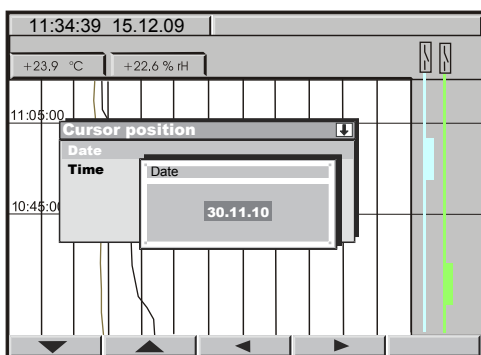 11:34:39 15.12.09
+23.9 °C +22.6 % rH
11:05:00
Cursor position
Date
Time
Date
30.11.10
10:45:00